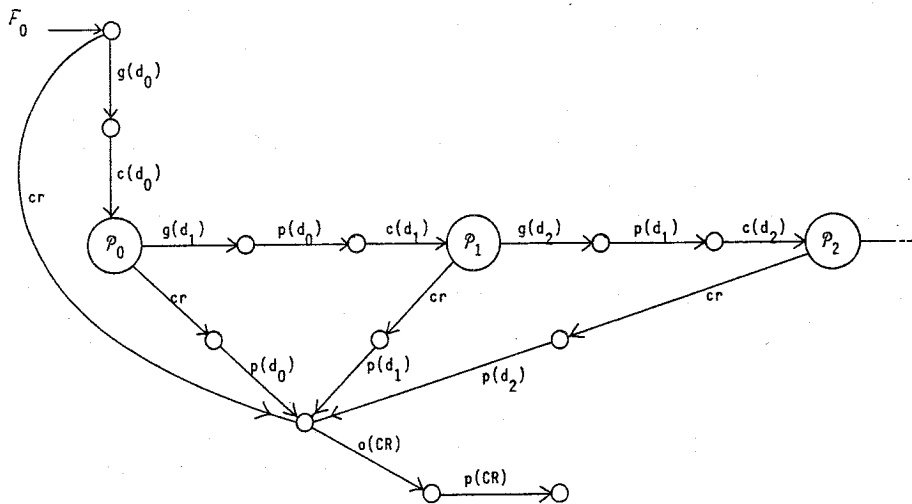 F₀
g(d₀)
c(d₀)
cr
P₀
g(d₁)
p(d₀)
c(d₁)
P₁
g(d₂)
p(d₁)
c(d₂)
P₂
cr
cr
cr
p(d₀)
p(d₁)
p(d₂)
o(CR)
p(CR)